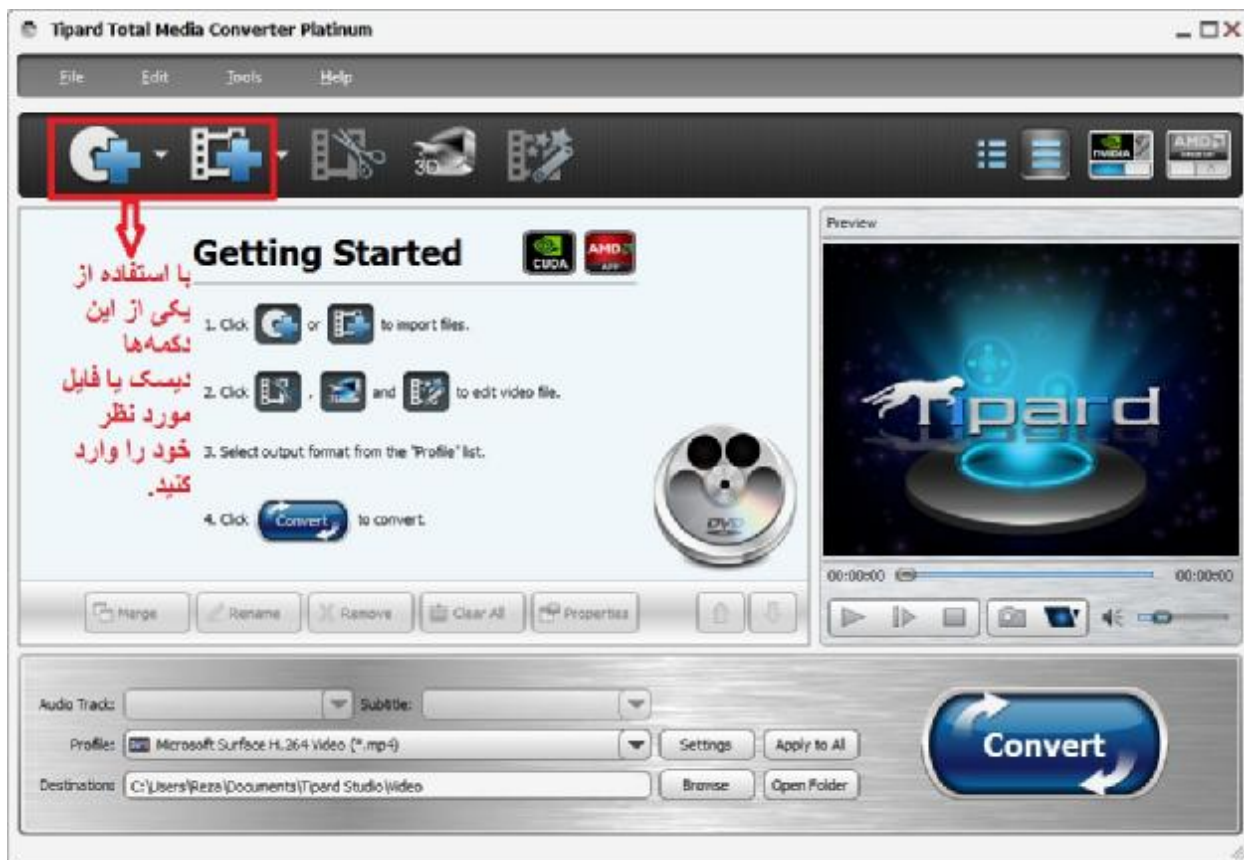 Tipard Total Media Converter Platinum
File Edit Tools Help
3D
NVIDIA
AMD
Getting Started
CUDA
AMD
APP
با استفاده از
یکی از این
دکمه‌ها
دیسک یا فایل
مورد نظر
خود را وارد
کنید.
1. Click or to import files.
2. Click , and to edit video file.
3. Select output format from the "Profile" list.
4. Click Convert to convert.
DVD
Merge Rename Remove Clear All Properties
Preview
Tipard
00:00:00 00:00:00
Audio Track: Subtitle:
Profile: Microsoft Surface H.264 Video (*.mp4) Settings Apply to All
Destination: C:\Users\Reza\Documents\Tipard Studio\Video Browse Open Folder
Convert